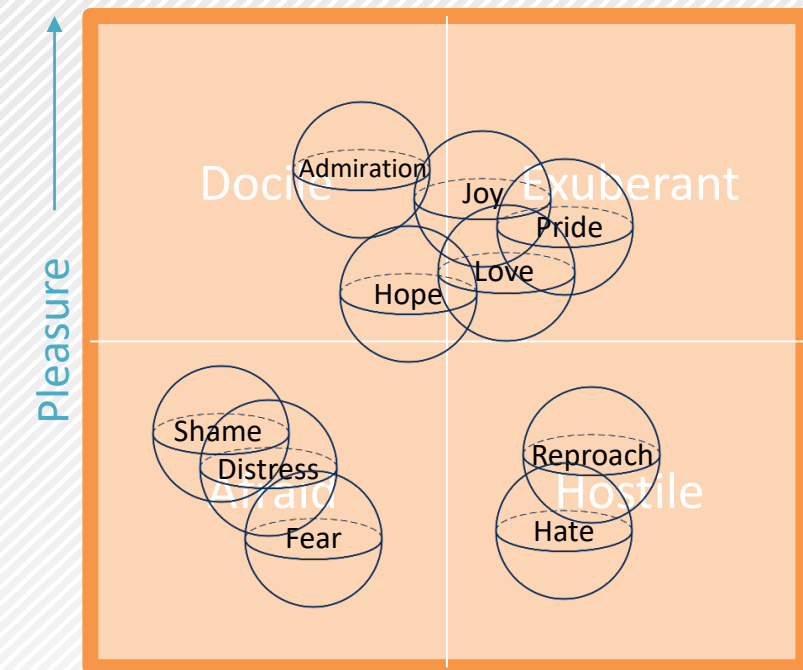 Pleasure
Docile
Exuberant
Admiration
Joy
Pride
Love
Hope
Afraid
Hostile
Shame
Distress
Fear
Reproach
Hate